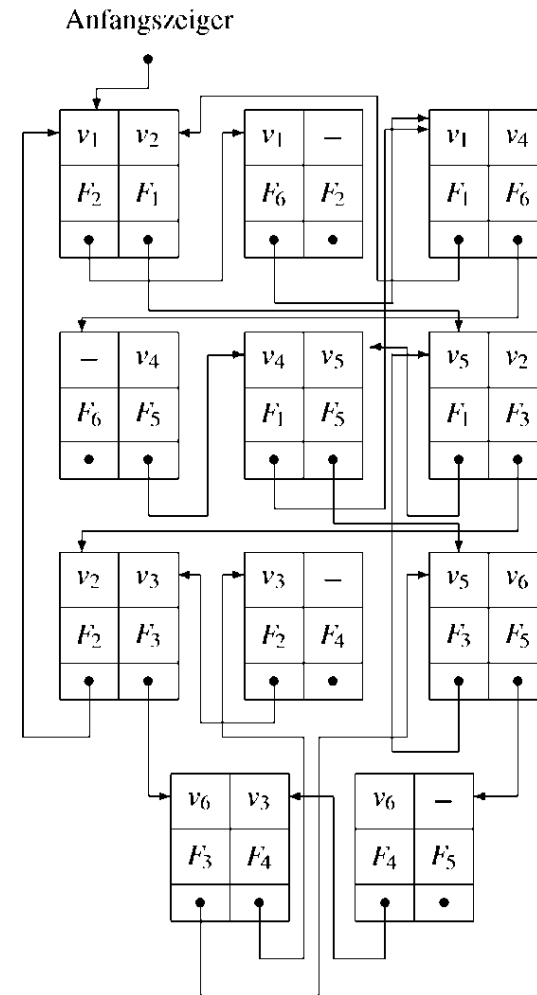 Anfangszeiger
v₁ v₂ v₁ – v₁ v₄
F₂ F₁ F₆ F₂ F₁ F₆
– v₄ v₄ v₅ v₅ v₂
F₆ F₅ F₁ F₅ F₁ F₃
v₂ v₃ v₃ – v₅ v₆
F₂ F₃ F₂ F₄ F₃ F₅
v₆ v₃ v₆ –
F₃ F₄ F₄ F₅